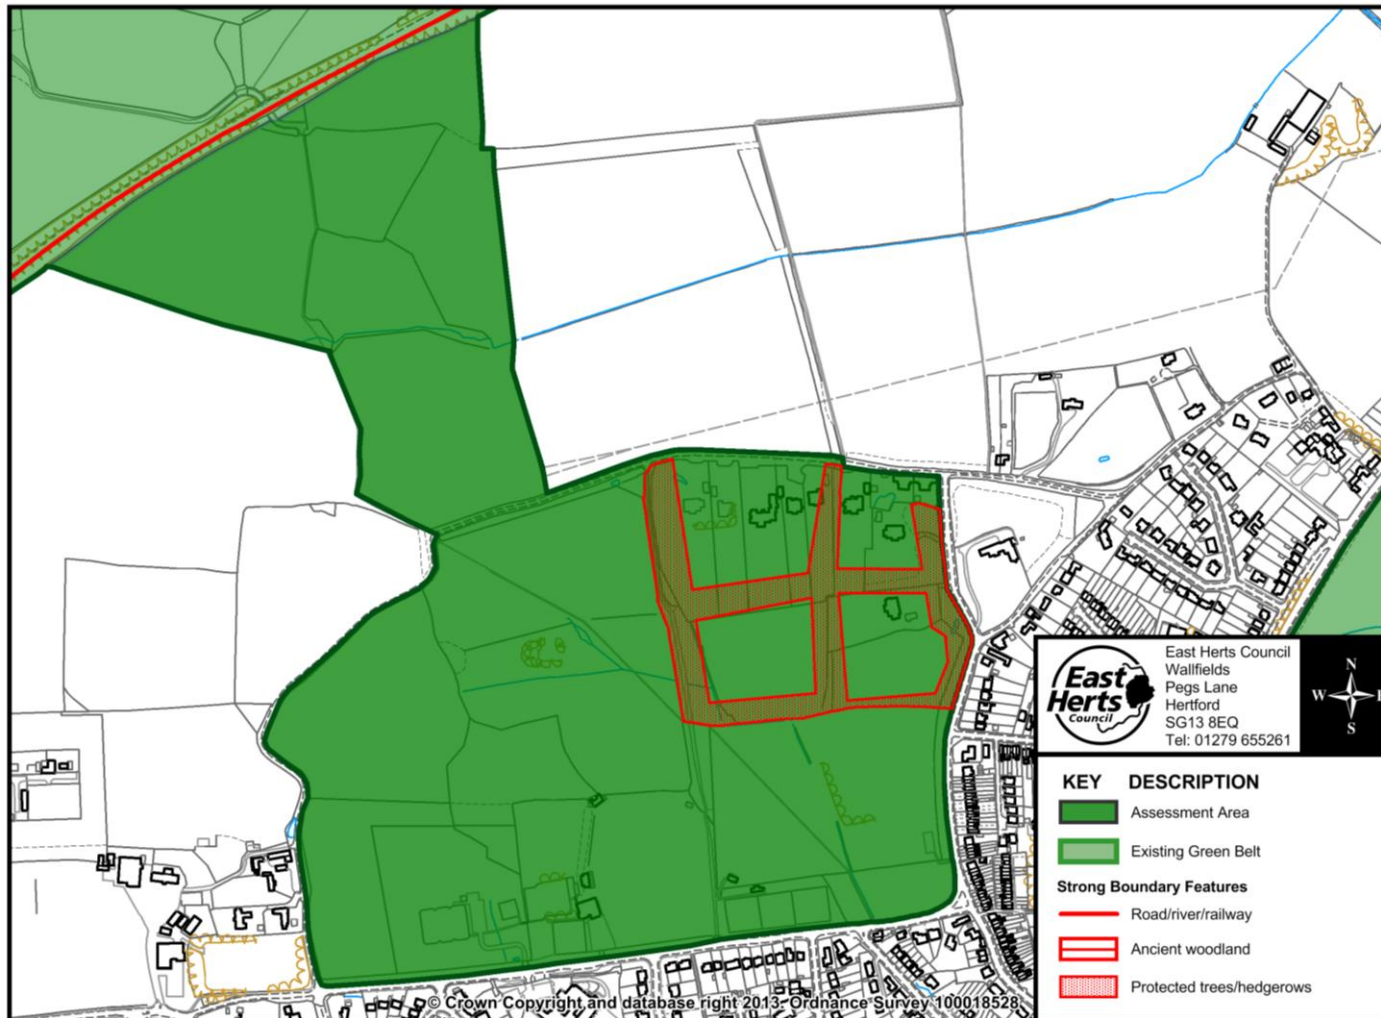 East
Herts
Council
East Herts Council
Wallfields
Pegs Lane
Hertford
SG13 8EQ
Tel: 01279 655261
N
W
E
S
KEY DESCRIPTION
Assessment Area
Existing Green Belt
Strong Boundary Features
Road/river/railway
Ancient woodland
Protected trees/hedgerows
© Crown Copyright and database right 2013. Ordnance Survey 100018528